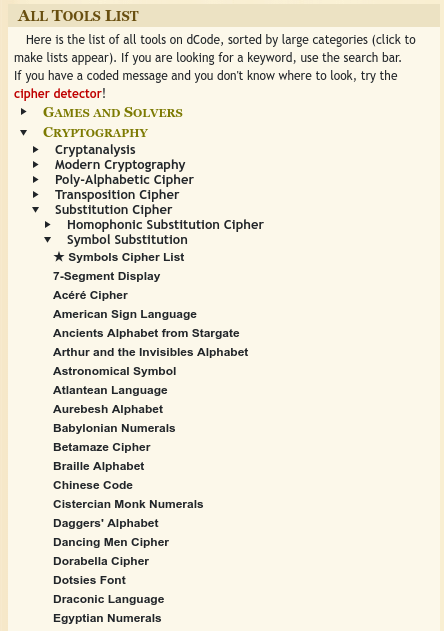 ALL TOOLS LIST
Here is the list of all tools on dCode, sorted by large categories (click to
make lists appear). If you are looking for a keyword, use the search bar.
If you have a coded message and you don't know where to look, try the
cipher detector!
GAMES AND SOLVERS
CRYPTOGRAPHY
Cryptanalysis
Modern Cryptography
Poly-Alphabetic Cipher
Transposition Cipher
Substitution Cipher
Homophonic Substitution Cipher
Symbol Substitution
★ Symbols Cipher List
7-Segment Display
Acéré Cipher
American Sign Language
Ancients Alphabet from Stargate
Arthur and the Invisibles Alphabet
Astronomical Symbol
Atlantean Language
Aurebesh Alphabet
Babylonian Numerals
Betamaze Cipher
Braille Alphabet
Chinese Code
Cistercian Monk Numerals
Daggers' Alphabet
Dancing Men Cipher
Dorabella Cipher
Dotsies Font
Draconic Language
Egyptian Numerals